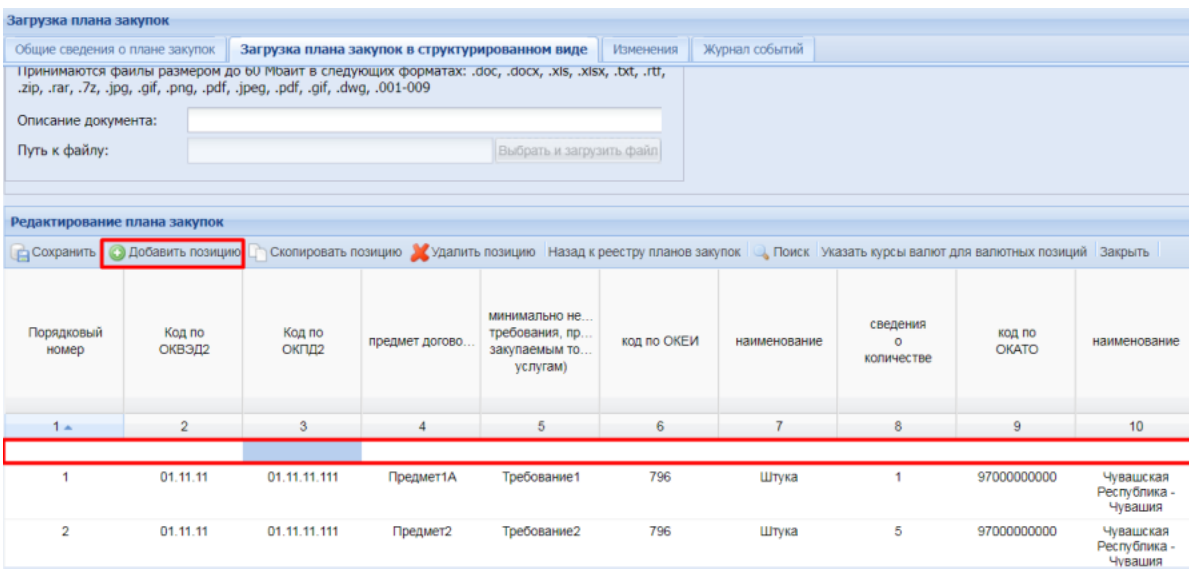 Загрузка плана закупок
Общие сведения о плане закупок Загрузка плана закупок в структурированном виде Изменения Журнал событий
Принимаются файлы размером до 60 Мбайт в следующих форматах: .doc, .docx, .xls, .xlsx, .txt, .rtf,
.zip, .rar, .7z, .jpg, .gif, .png, .pdf, .jpeg, .pdf, .gif, .dwg, .001-009
Описание документа:
Путь к файлу: Выбрать и загрузить файл
Редактирование плана закупок
Сохранить Добавить позицию Скопировать позицию Удалить позицию Назад к реестру планов закупок Поиск Указать курсы валют для валютных позиций Закрыть
Порядковый
номер
Код по
ОКВЭД2
Код по
ОКПД2
предмет догово...
минимально не...
требования, пр...
закупаемым то...
услугам)
код по ОКЕИ
наименование
сведения
о
количестве
код по
ОКАТО
наименование
1 2 3 4 5 6 7 8 9 10
1 01.11.11 01.11.11.111 Предмет1А Требование1 796 Штука 1 97000000000 Чувашская
Республика -
Чувашия
2 01.11.11 01.11.11.111 Предмет2 Требование2 796 Штука 5 97000000000 Чувашская
Республика -
Чувашия